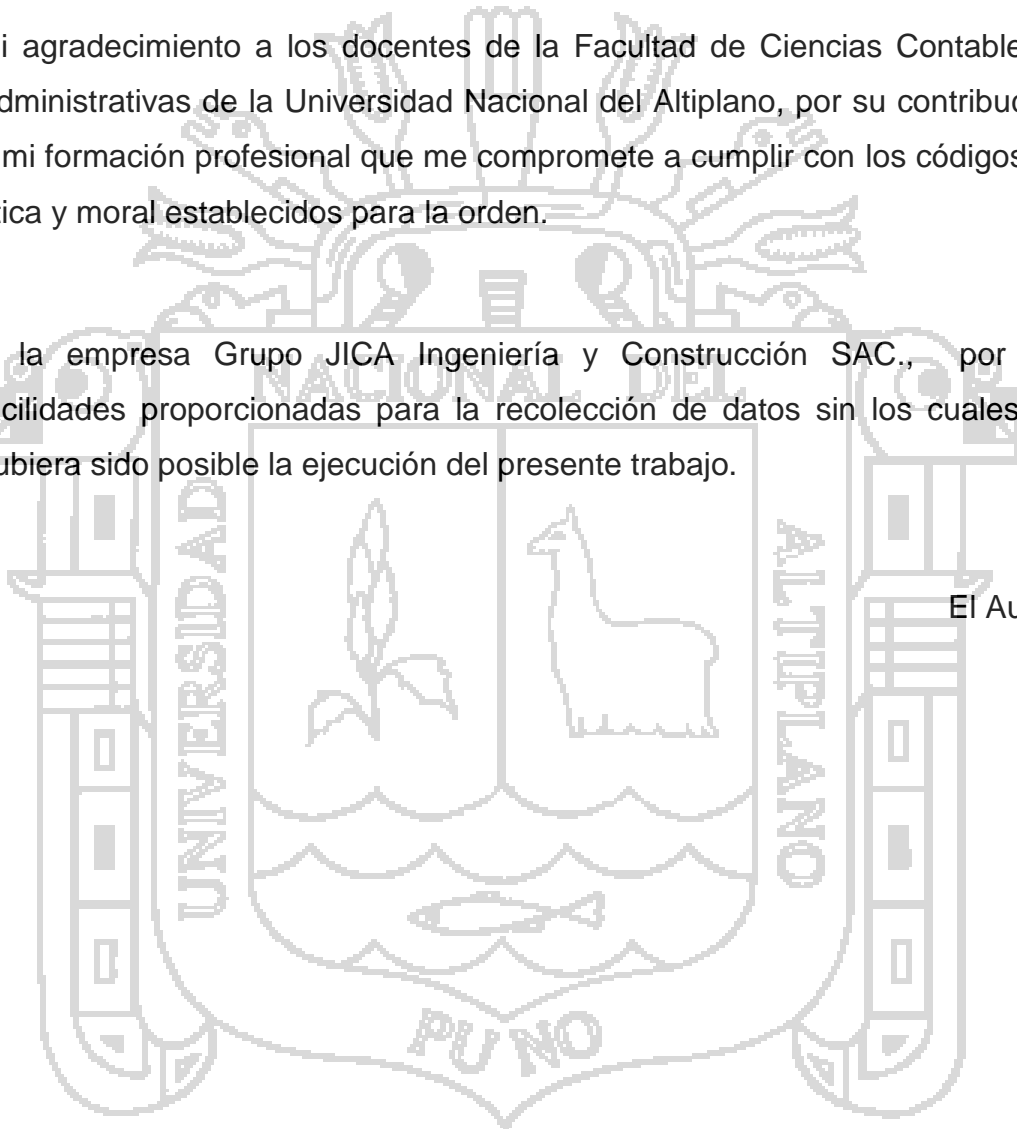 i agradecimiento a los docentes de la Facultad de Ciencias Contable
dministrativas de la Universidad Nacional del Altiplano, por su contribuc
mi formación profesional que me compromete a cumplir con los códigos
tica y moral establecidos para la orden.
la empresa Grupo JICA Ingeniería y Construcción SAC., por
cilidades proporcionadas para la recolección de datos sin los cuales
ubiera sido posible la ejecución del presente trabajo.
El Au
UNIVERSIDAD
NACIONAL DEL
ALTIPLANO
PUNO